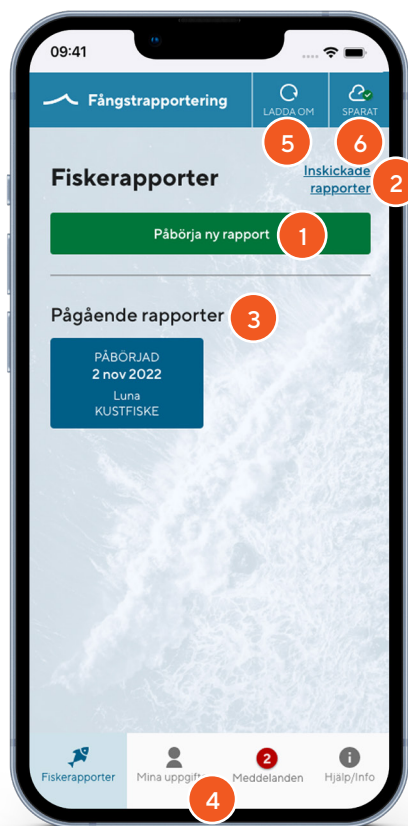 09:41
Fångstrapportering
LADDA OM
SPARAT
5
6
Fiskerapporter
Inskickade
rapporter
2
Påbörja ny rapport
1
Pågående rapporter
3
PÅBÖRJAD
2 nov 2022
Luna
KUSTFISKE
2
Fiskerapporter
Mina uppgift
Meddelanden
Hjälp/Info
4